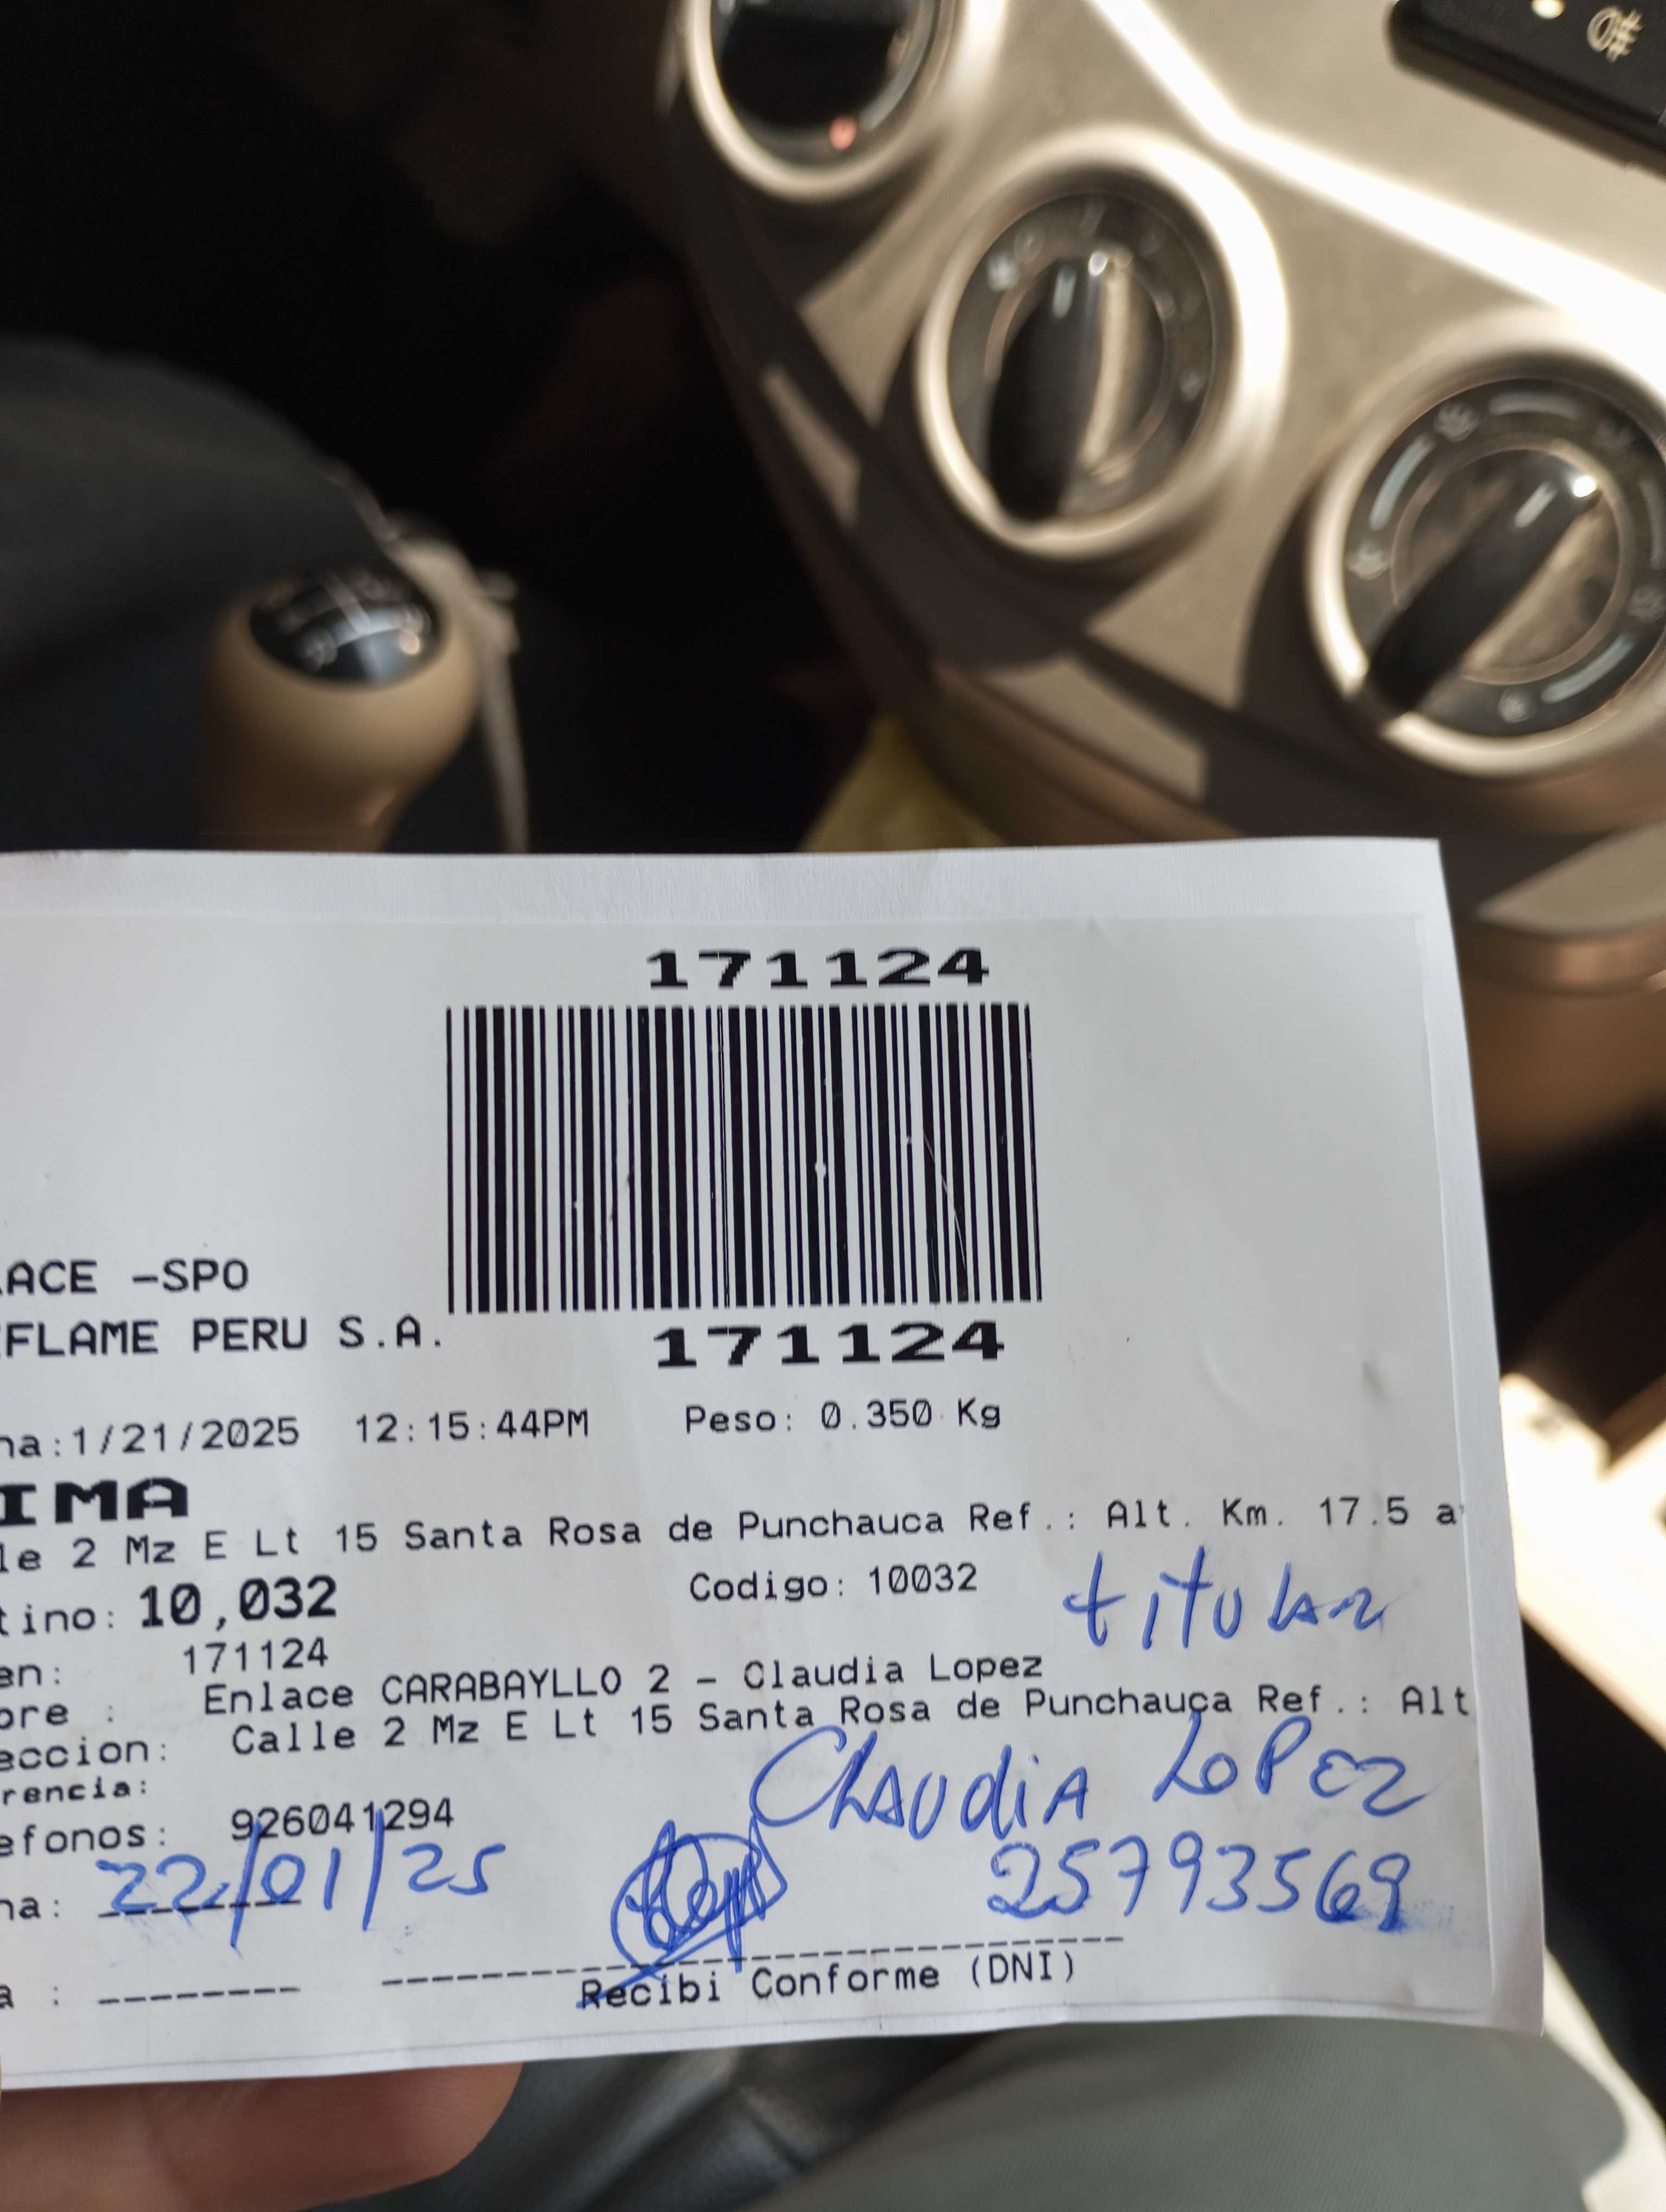 171124
171124
ACE -SPO
FLAME PERU S.A.
na:1/21/2025 12:15:44PM Peso: 0.350 Kg
IMA
le 2 Mz E Lt 15 Santa Rosa de Punchauca Ref.: Alt. Km. 17.5 a
tino: 10,032 Codigo: 10032 titular
en: 171124
bre : Enlace CARABAYLLO 2 - Claudia Lopez
eccion: Calle 2 Mz E Lt 15 Santa Rosa de Punchauca Ref.: Alt
rencia:
efonos: 926041294
Claudia Lopez
na: 22/01/25
25793569
a :
Recibi Conforme (DNI)